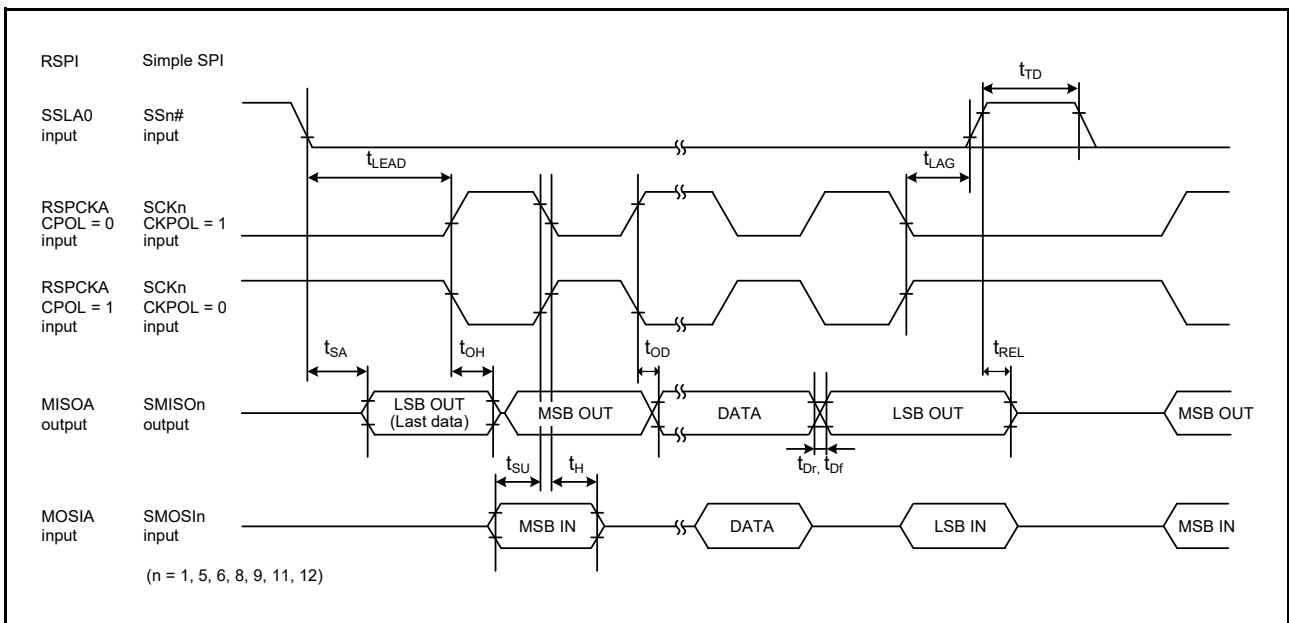 RSPI Simple SPI
tTD
SSLA0 SSn#
input input
tLEAD tLAG
RSPCKA SCKn
CPOL = 0 CKPOL = 1
input input
RSPCKA SCKn
CPOL = 1 CKPOL = 0
input input
tSA tOH tOD tREL
MISOA SMISOn
output output
LSB OUT
(Last data)
MSB OUT DATA LSB OUT MSB OUT
tSU tH tDr, tDf
MOSIA SMOSIn
input input
MSB IN DATA LSB IN MSB IN
(n = 1, 5, 6, 8, 9, 11, 12)